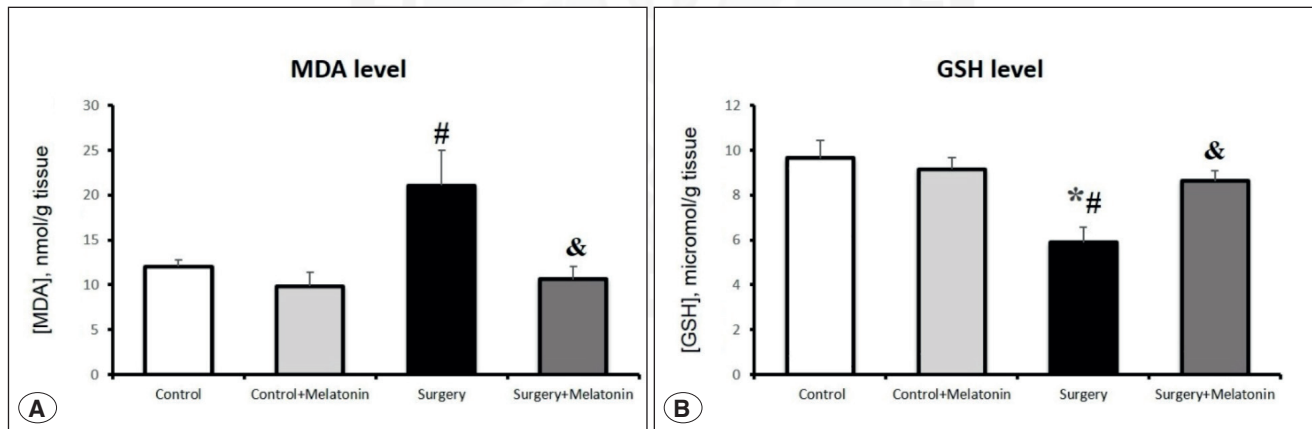 MDA level
[MDA], nmol/g tissue
30
25
20
15
10
5
0
#
&
Control
Control+Melatonin
Surgery
Surgery+Melatonin
A
GSH level
[GSH], micromol/g tissue
12
10
8
6
4
2
0
*#
&
Control
Control+Melatonin
Surgery
Surgery+Melatonin
B